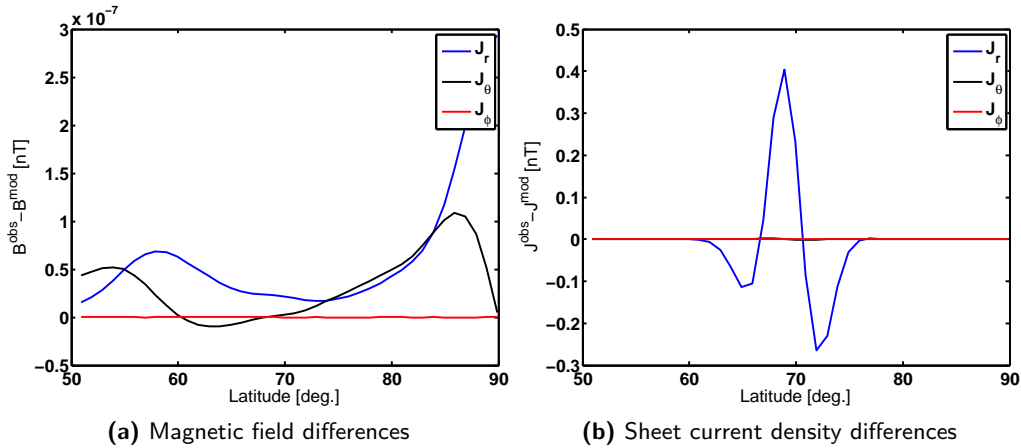 x 10⁻⁷
3
2.5
2
1.5
1
0.5
0
−0.5
50 60 70 80 90
Latitude [deg.]
B^obs−B^mod [nT]
J_r
J_θ
J_ϕ
(a) Magnetic field differences
0.5
0.4
0.3
0.2
0.1
0
−0.1
−0.2
−0.3
50 60 70 80 90
Latitude [deg.]
J^obs−J^mod [nT]
J_r
J_θ
J_ϕ
(b) Sheet current density differences